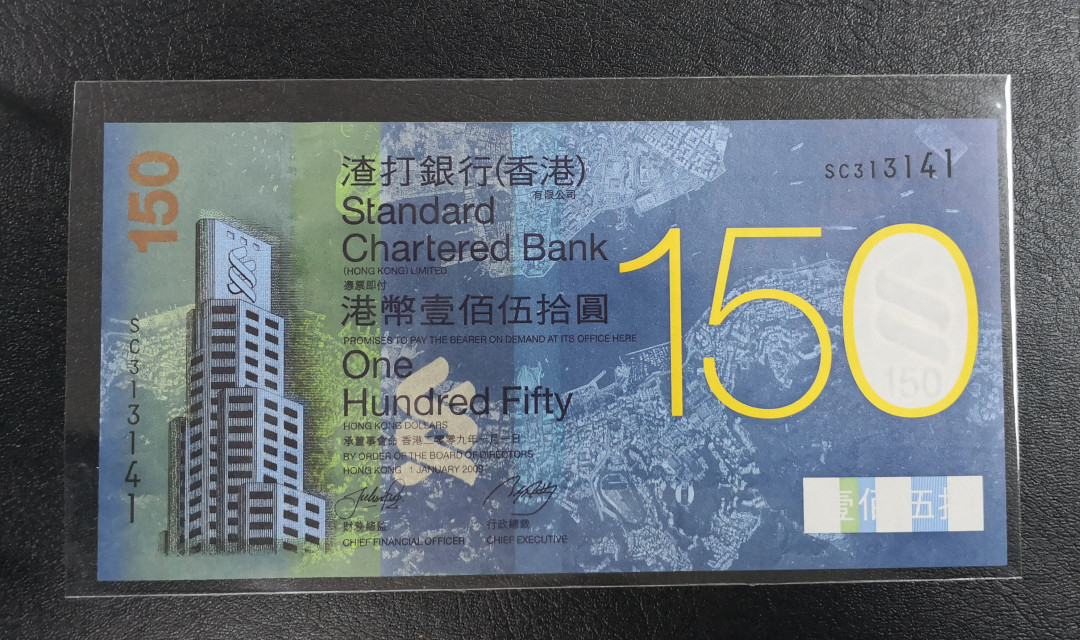 150
渣打銀行(香港)
有限公司
Standard
Chartered Bank
(HONG KONG) LIMITED
憑票即付
港幣壹佰伍拾圓
PROMISES TO PAY THE BEARER ON DEMAND AT ITS OFFICE HERE
One
Hundred Fifty
HONG KONG DOLLARS
承董事會命 香港二零零九年一月一日
BY ORDER OF THE BOARD OF DIRECTORS
HONG KONG 1 JANUARY 2009
財務總監
CHIEF FINANCIAL OFFICER
行政總裁
CHIEF EXECUTIVE
SC313141
SC313141
150
150
壹佰伍拾